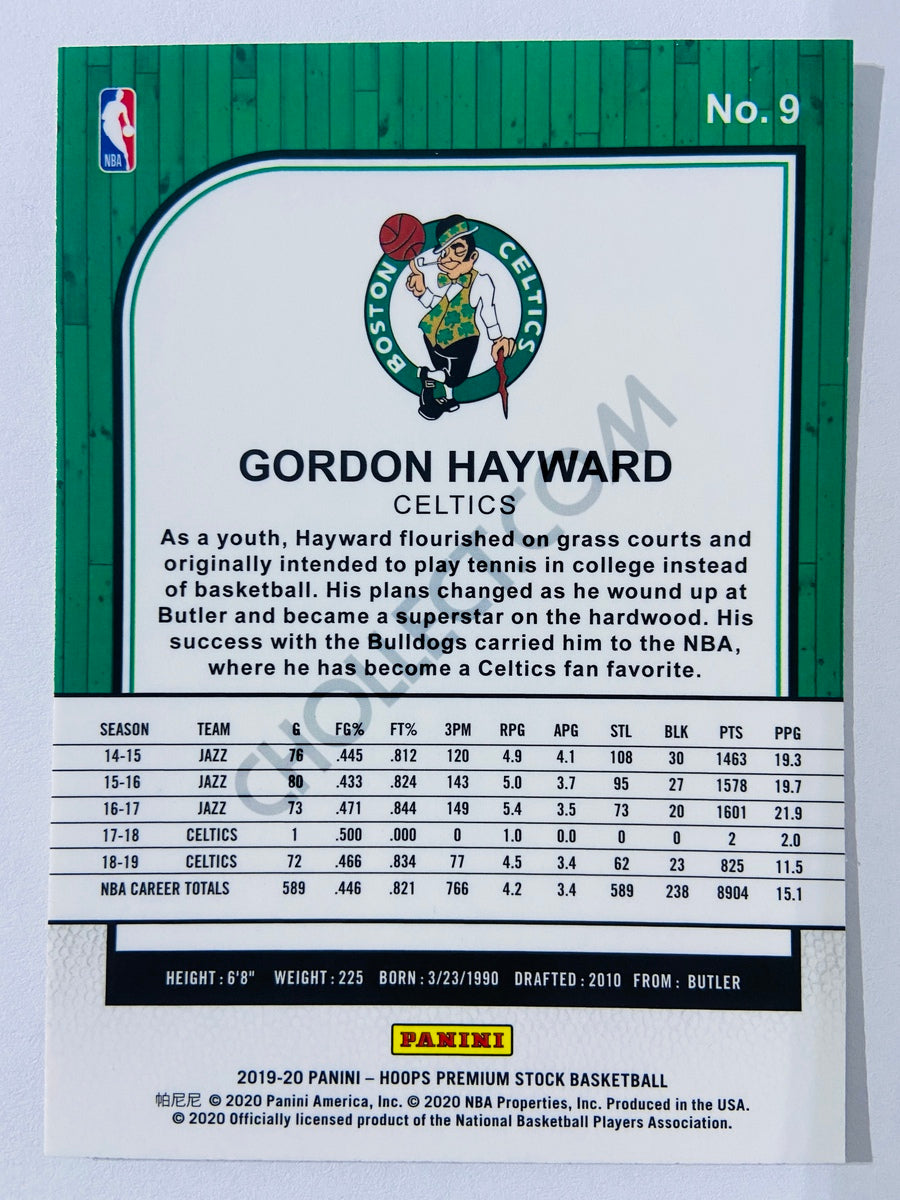 No. 9
NBA
BOSTON CELTICS
GORDON HAYWARD
CELTICS
As a youth, Hayward flourished on grass courts and
originally intended to play tennis in college instead
of basketball. His plans changed as he wound up at
Butler and became a superstar on the hardwood. His
success with the Bulldogs carried him to the NBA,
where he has become a Celtics fan favorite.
CHOLLECT.COM
SEASON TEAM G FG% FT% 3PM RPG APG STL BLK PTS PPG
14-15 JAZZ 76 .445 .812 120 4.9 4.1 108 30 1463 19.3
15-16 JAZZ 80 .433 .824 143 5.0 3.7 95 27 1578 19.7
16-17 JAZZ 73 .471 .844 149 5.4 3.5 73 20 1601 21.9
17-18 CELTICS 1 .500 .000 0 1.0 0.0 0 0 2 2.0
18-19 CELTICS 72 .466 .834 77 4.5 3.4 62 23 825 11.5
NBA CAREER TOTALS 589 .446 .821 766 4.2 3.4 589 238 8904 15.1
HEIGHT : 6'8" WEIGHT : 225 BORN : 3/23/1990 DRAFTED : 2010 FROM : BUTLER
PANINI
2019-20 PANINI – HOOPS PREMIUM STOCK BASKETBALL
帕尼尼 © 2020 Panini America, Inc. © 2020 NBA Properties, Inc. Produced in the USA.
© 2020 Officially licensed product of the National Basketball Players Association.